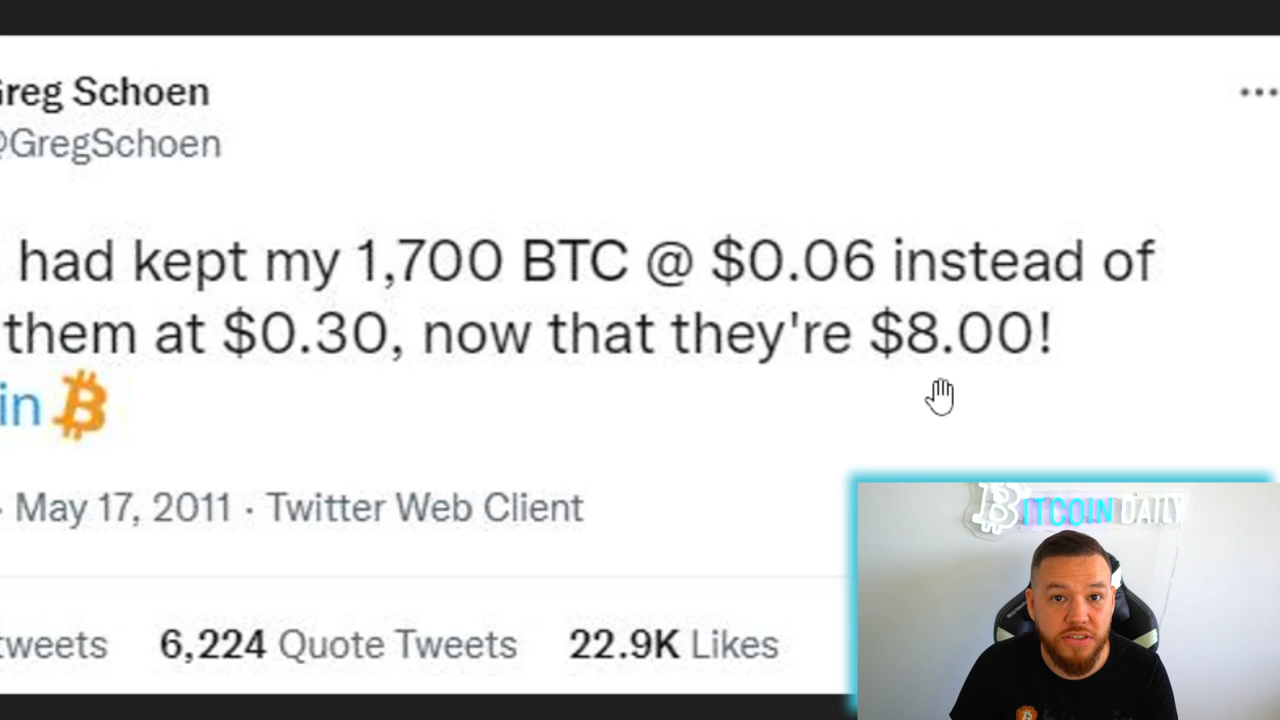 Greg Schoen
@GregSchoen
had kept my 1,700 BTC @ $0.06 instead of
them at $0.30, now that they're $8.00!
in
· May 17, 2011 · Twitter Web Client
tweets 6,224 Quote Tweets 22.9K Likes
BITCOIN DAILY